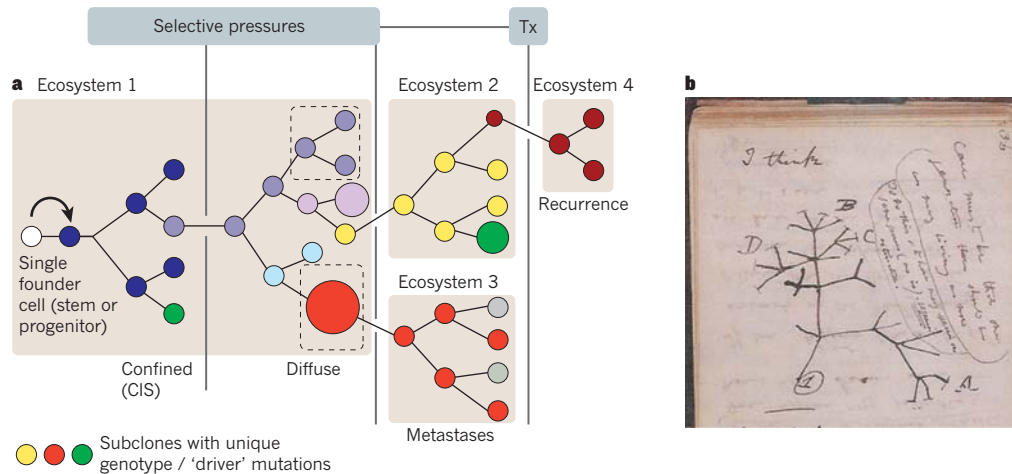 Selective pressures
Tx
a Ecosystem 1
Ecosystem 2
Ecosystem 4
Single
founder
cell (stem or
progenitor)
Confined
(CIS)
Diffuse
Recurrence
Ecosystem 3
Metastases
Subclones with unique
genotype / ‘driver’ mutations
b
I think
B
D
C
A
1